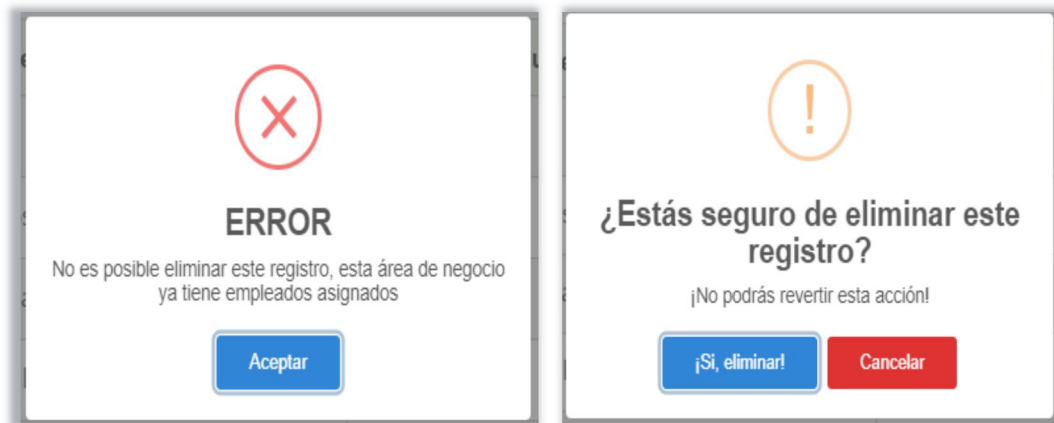 ERROR
No es posible eliminar este registro, esta área de negocio
ya tiene empleados asignados
Aceptar
¿Estás seguro de eliminar este
registro?
¡No podrás revertir esta acción!
¡Si, eliminar!
Cancelar